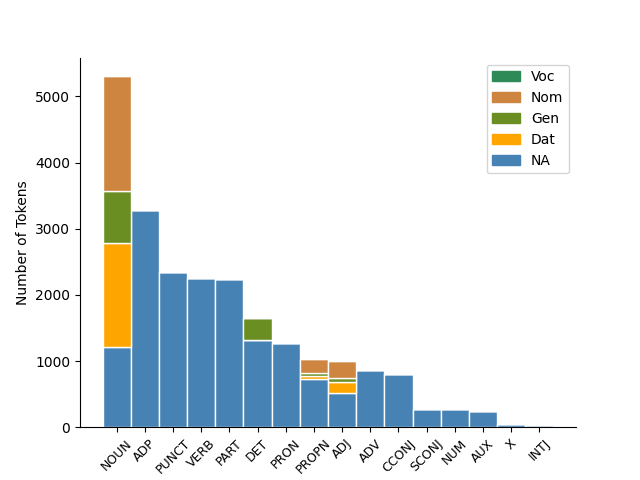 Number of Tokens
5000
4000
3000
2000
1000
0
Voc
Nom
Gen
Dat
NA
NOUN
ADP
PUNCT
VERB
PART
DET
PRON
PROPN
ADJ
ADV
CCONJ
SCONJ
NUM
AUX
X
INTJ